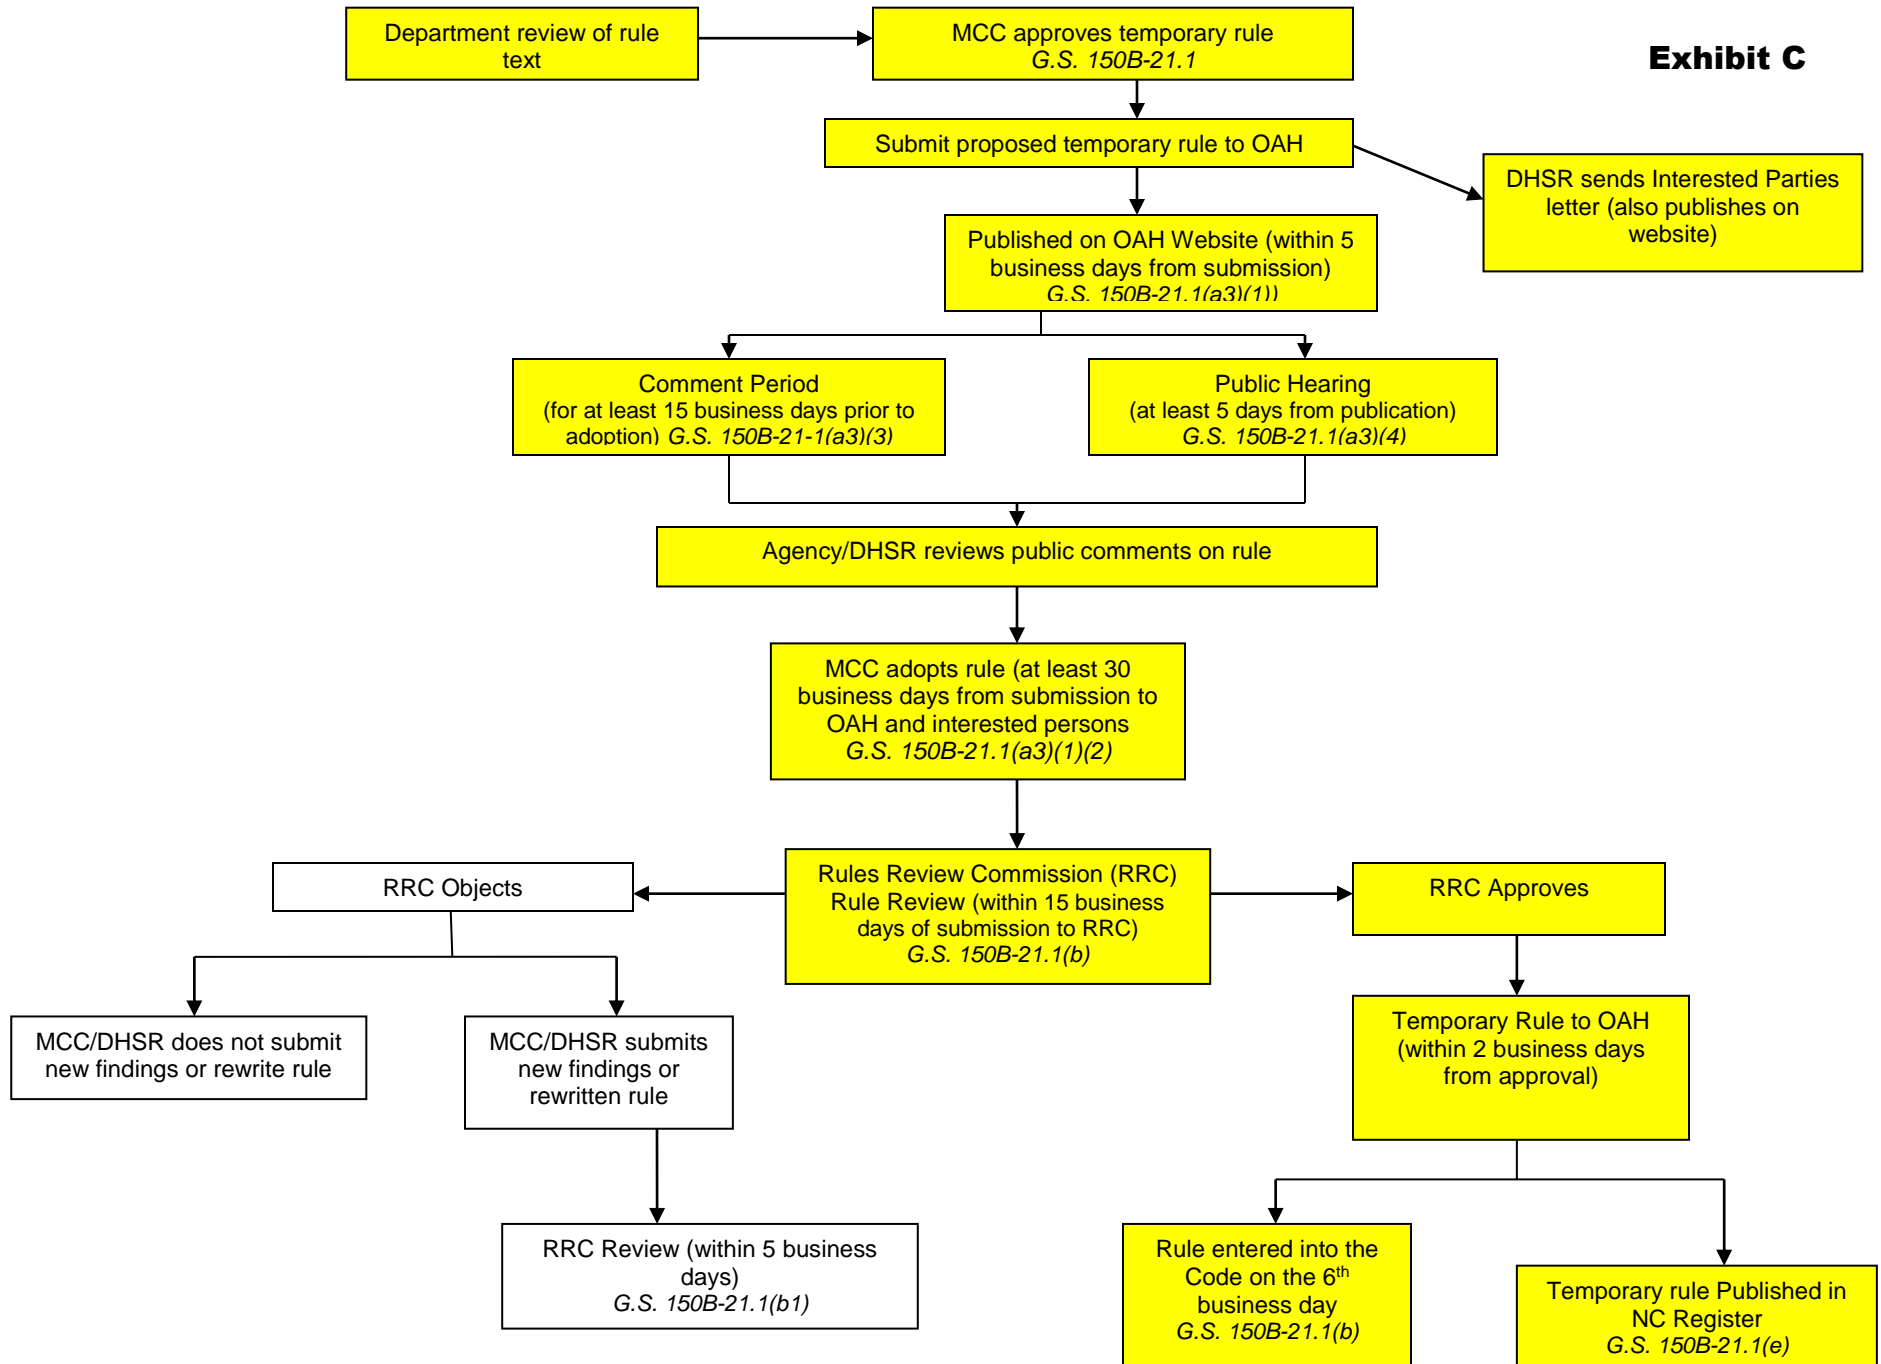 Department review of rule
text
MCC approves temporary rule
G.S. 150B-21.1
Exhibit C
Submit proposed temporary rule to OAH
DHSR sends Interested Parties
letter (also publishes on
website)
Published on OAH Website (within 5
business days from submission)
G.S. 150B-21.1(a3)(1))
Comment Period
(for at least 15 business days prior to
adoption) G.S. 150B-21-1(a3)(3)
Public Hearing
(at least 5 days from publication)
G.S. 150B-21.1(a3)(4)
Agency/DHSR reviews public comments on rule
MCC adopts rule (at least 30
business days from submission to
OAH and interested persons
G.S. 150B-21.1(a3)(1)(2)
RRC Objects
Rules Review Commission (RRC)
Rule Review (within 15 business
days of submission to RRC)
G.S. 150B-21.1(b)
RRC Approves
MCC/DHSR does not submit
new findings or rewrite rule
MCC/DHSR submits
new findings or
rewritten rule
Temporary Rule to OAH
(within 2 business days
from approval)
RRC Review (within 5 business
days)
G.S. 150B-21.1(b1)
Rule entered into the
Code on the 6th
business day
G.S. 150B-21.1(b)
Temporary rule Published in
NC Register
G.S. 150B-21.1(e)